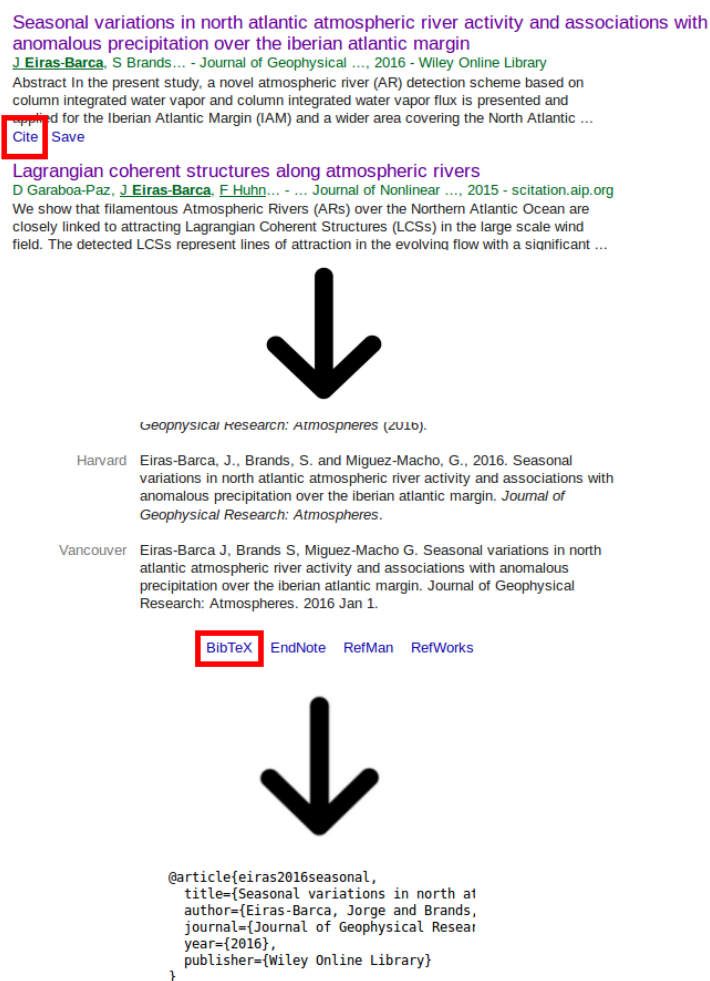 Seasonal variations in north atlantic atmospheric river activity and associations with
anomalous precipitation over the iberian atlantic margin
J Eiras-Barca, S Brands… - Journal of Geophysical …, 2016 - Wiley Online Library
Abstract In the present study, a novel atmospheric river (AR) detection scheme based on
column integrated water vapor and column integrated water vapor flux is presented and
applied for the Iberian Atlantic Margin (IAM) and a wider area covering the North Atlantic …
Cite Save
Lagrangian coherent structures along atmospheric rivers
D Garaboa-Paz, J Eiras-Barca, F Huhn… - … Journal of Nonlinear …, 2015 - scitation.aip.org
We show that filamentous Atmospheric Rivers (ARs) over the Northern Atlantic Ocean are
closely linked to attracting Lagrangian Coherent Structures (LCSs) in the large scale wind
field. The detected LCSs represent lines of attraction in the evolving flow with a significant …
Geophysical Research: Atmospheres (2016).
Harvard Eiras-Barca, J., Brands, S. and Miguez-Macho, G., 2016. Seasonal
variations in north atlantic atmospheric river activity and associations with
anomalous precipitation over the iberian atlantic margin. Journal of
Geophysical Research: Atmospheres.
Vancouver Eiras-Barca J, Brands S, Miguez-Macho G. Seasonal variations in north
atlantic atmospheric river activity and associations with anomalous
precipitation over the iberian atlantic margin. Journal of Geophysical
Research: Atmospheres. 2016 Jan 1.
BibTeX EndNote RefMan RefWorks
@article{eiras2016seasonal,
title={Seasonal variations in north at
author={Eiras-Barca, Jorge and Brands,
journal={Journal of Geophysical Resear
year={2016},
publisher={Wiley Online Library}
}